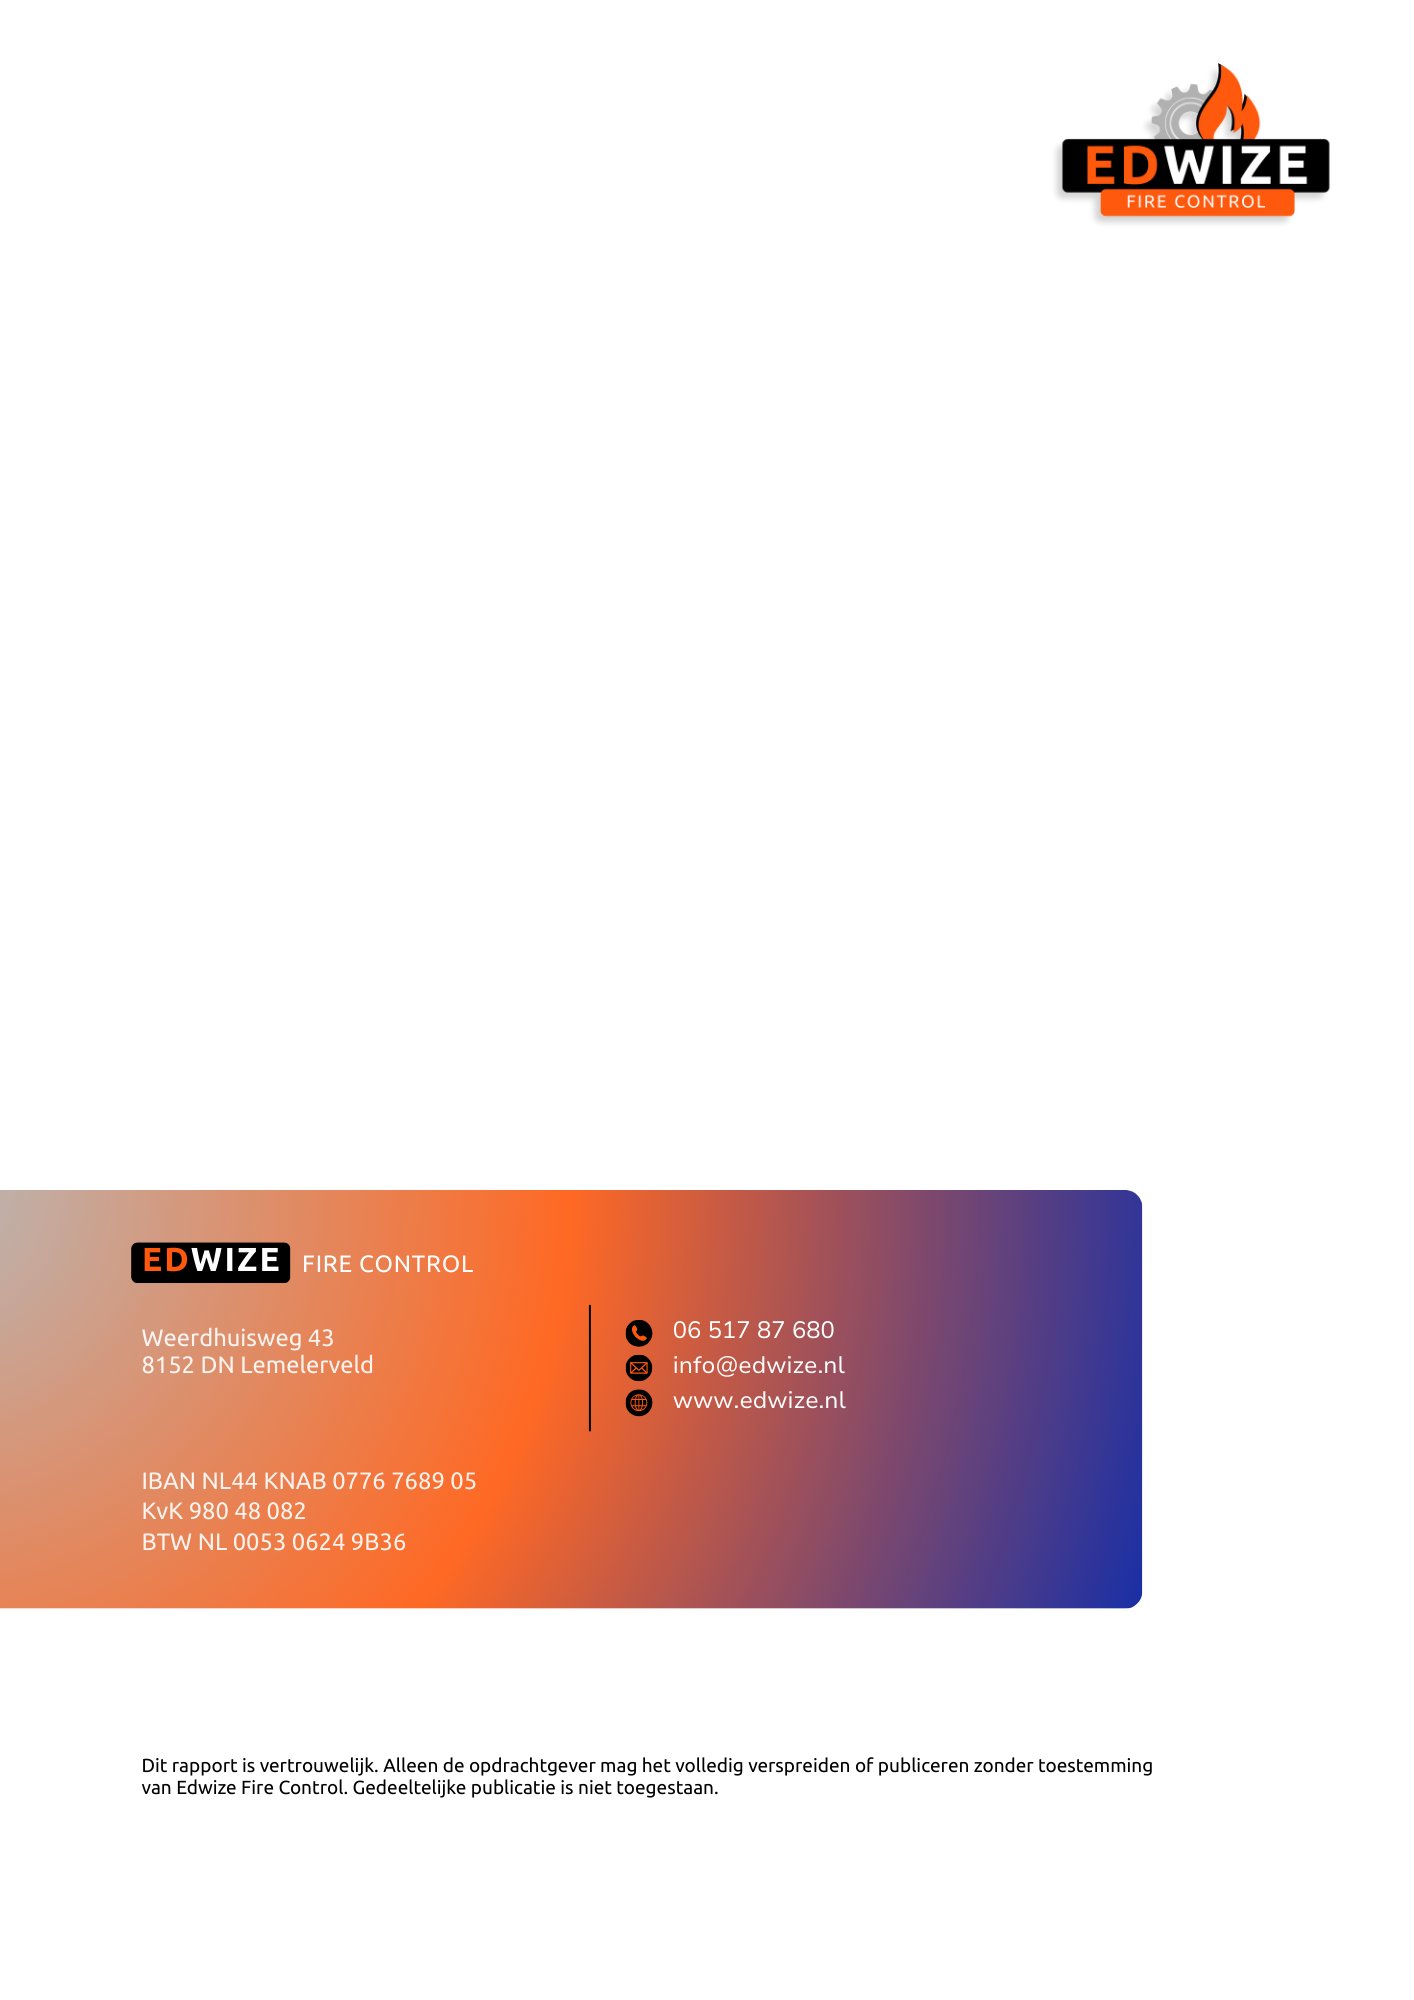 EDWIZE
FIRE CONTROL
EDWIZE FIRE CONTROL
Weerdhuisweg 43
8152 DN Lemelerveld
06 517 87 680
info@edwize.nl
www.edwize.nl
IBAN NL44 KNAB 0776 7689 05
KvK 980 48 082
BTW NL 0053 0624 9B36
Dit rapport is vertrouwelijk. Alleen de opdrachtgever mag het volledig verspreiden of publiceren zonder toestemming
van Edwize Fire Control. Gedeeltelijke publicatie is niet toegestaan.